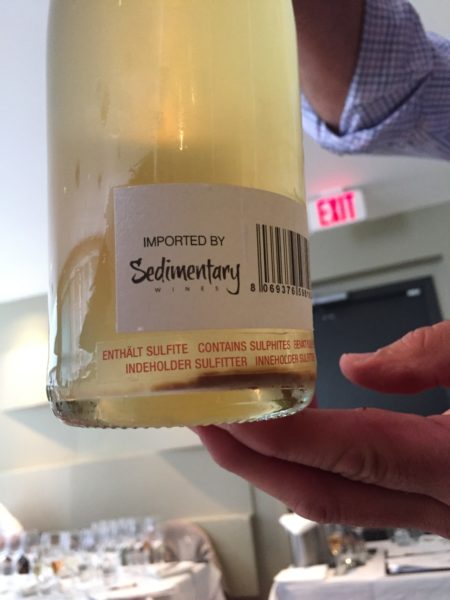 EXIT
IMPORTED BY
Sedimentary
WINES
ENTHÄLT SULFITE CONTAINS SULPHITES
INDEHOLDER SULFITTER INNEHOLDER